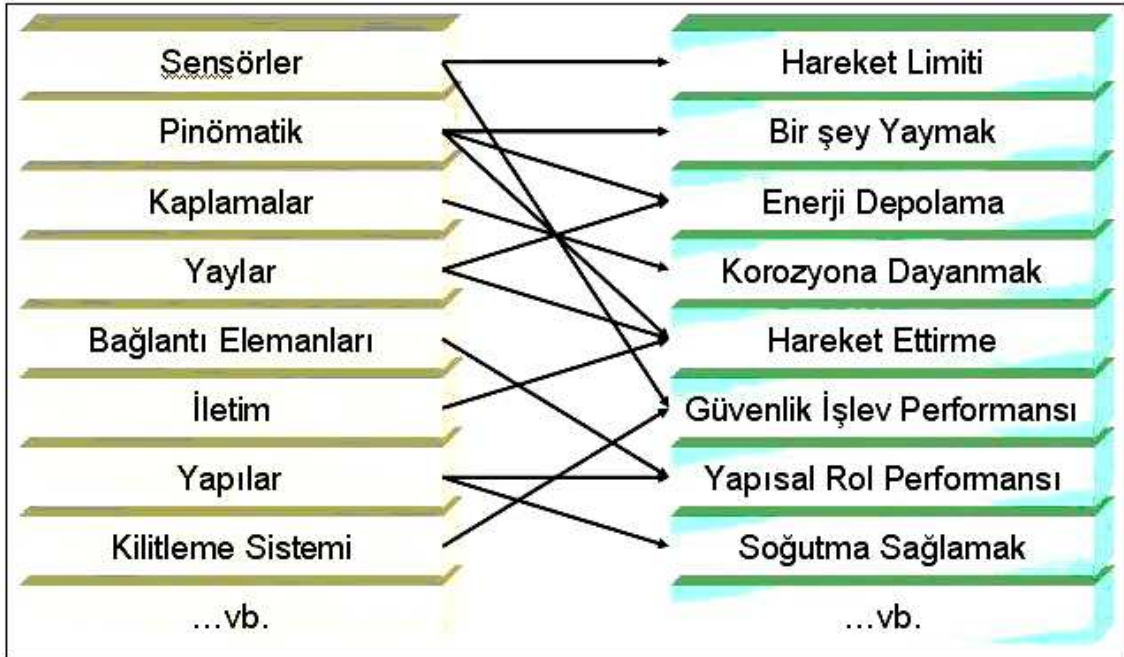 Sensörler
Pinömatik
Kaplamalar
Yaylar
Bağlantı Elemanları
İletim
Yapılar
Kilitleme Sistemi
...vb.
Hareket Limiti
Bir şey Yaymak
Enerji Depolama
Korozyona Dayanmak
Hareket Ettirme
Güvenlik İşlev Performansı
Yapısal Rol Performansı
Soğutma Sağlamak
...vb.